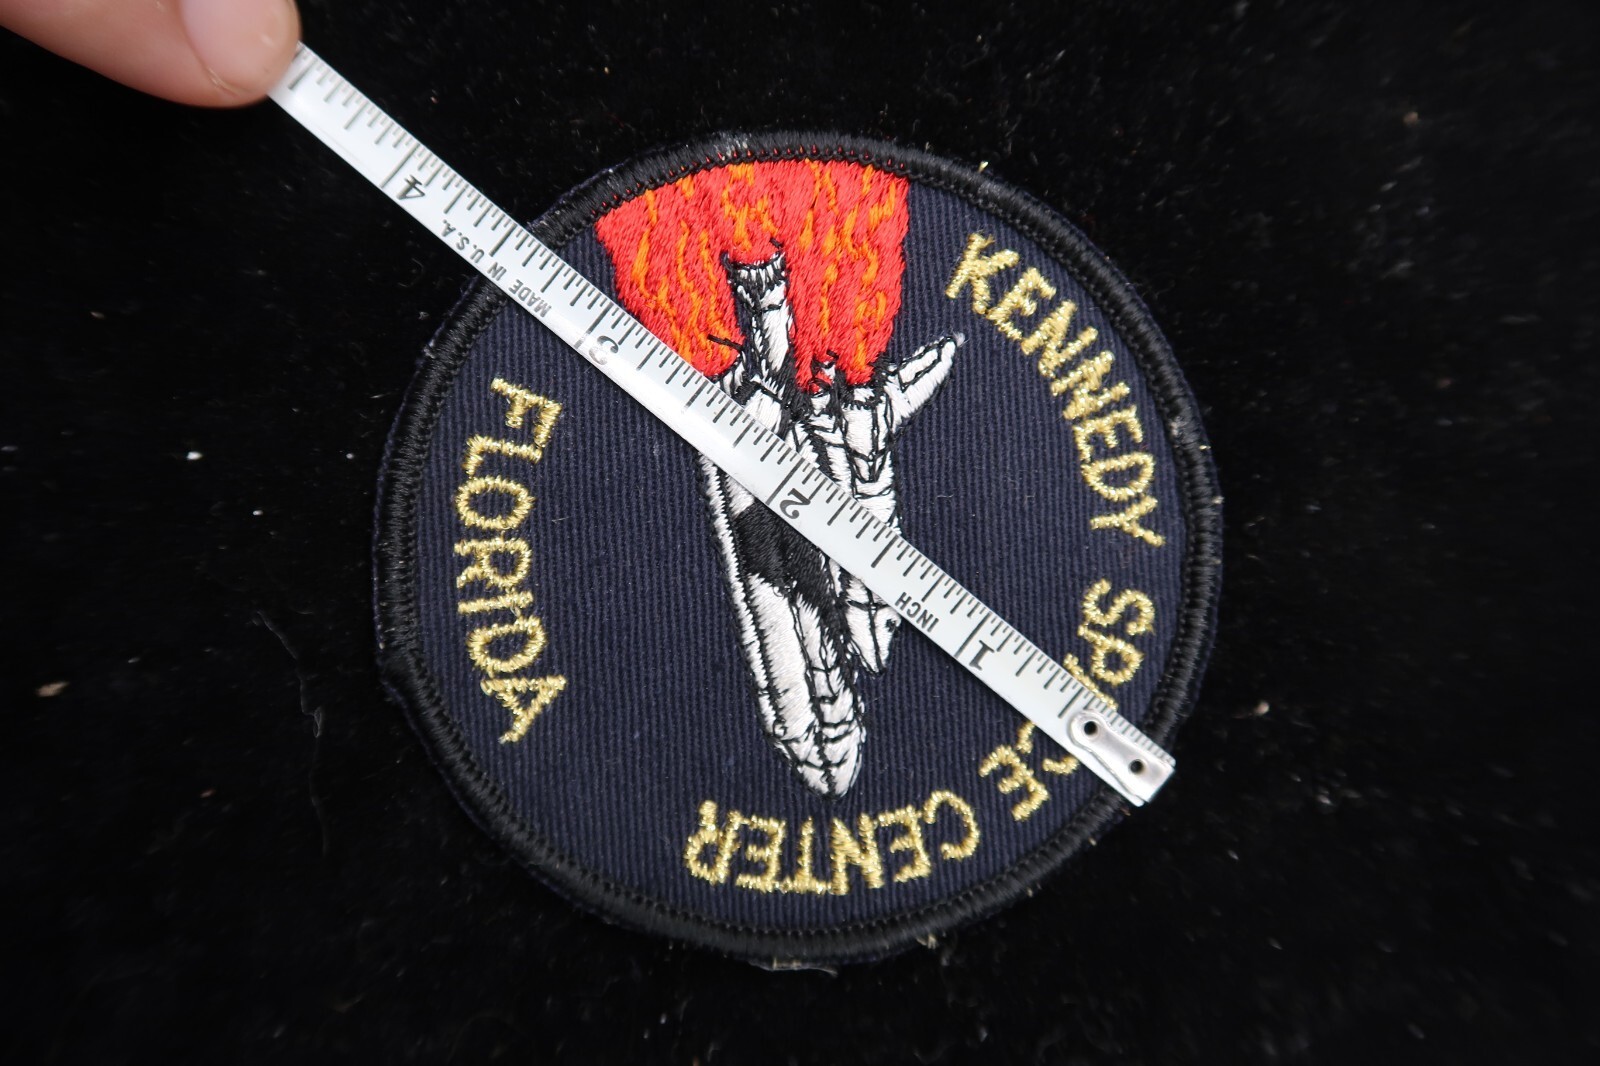 KENNEDY SPACE CENTER
FLORIDA
1
INCH
2
3
MADE IN U.S.A.
4